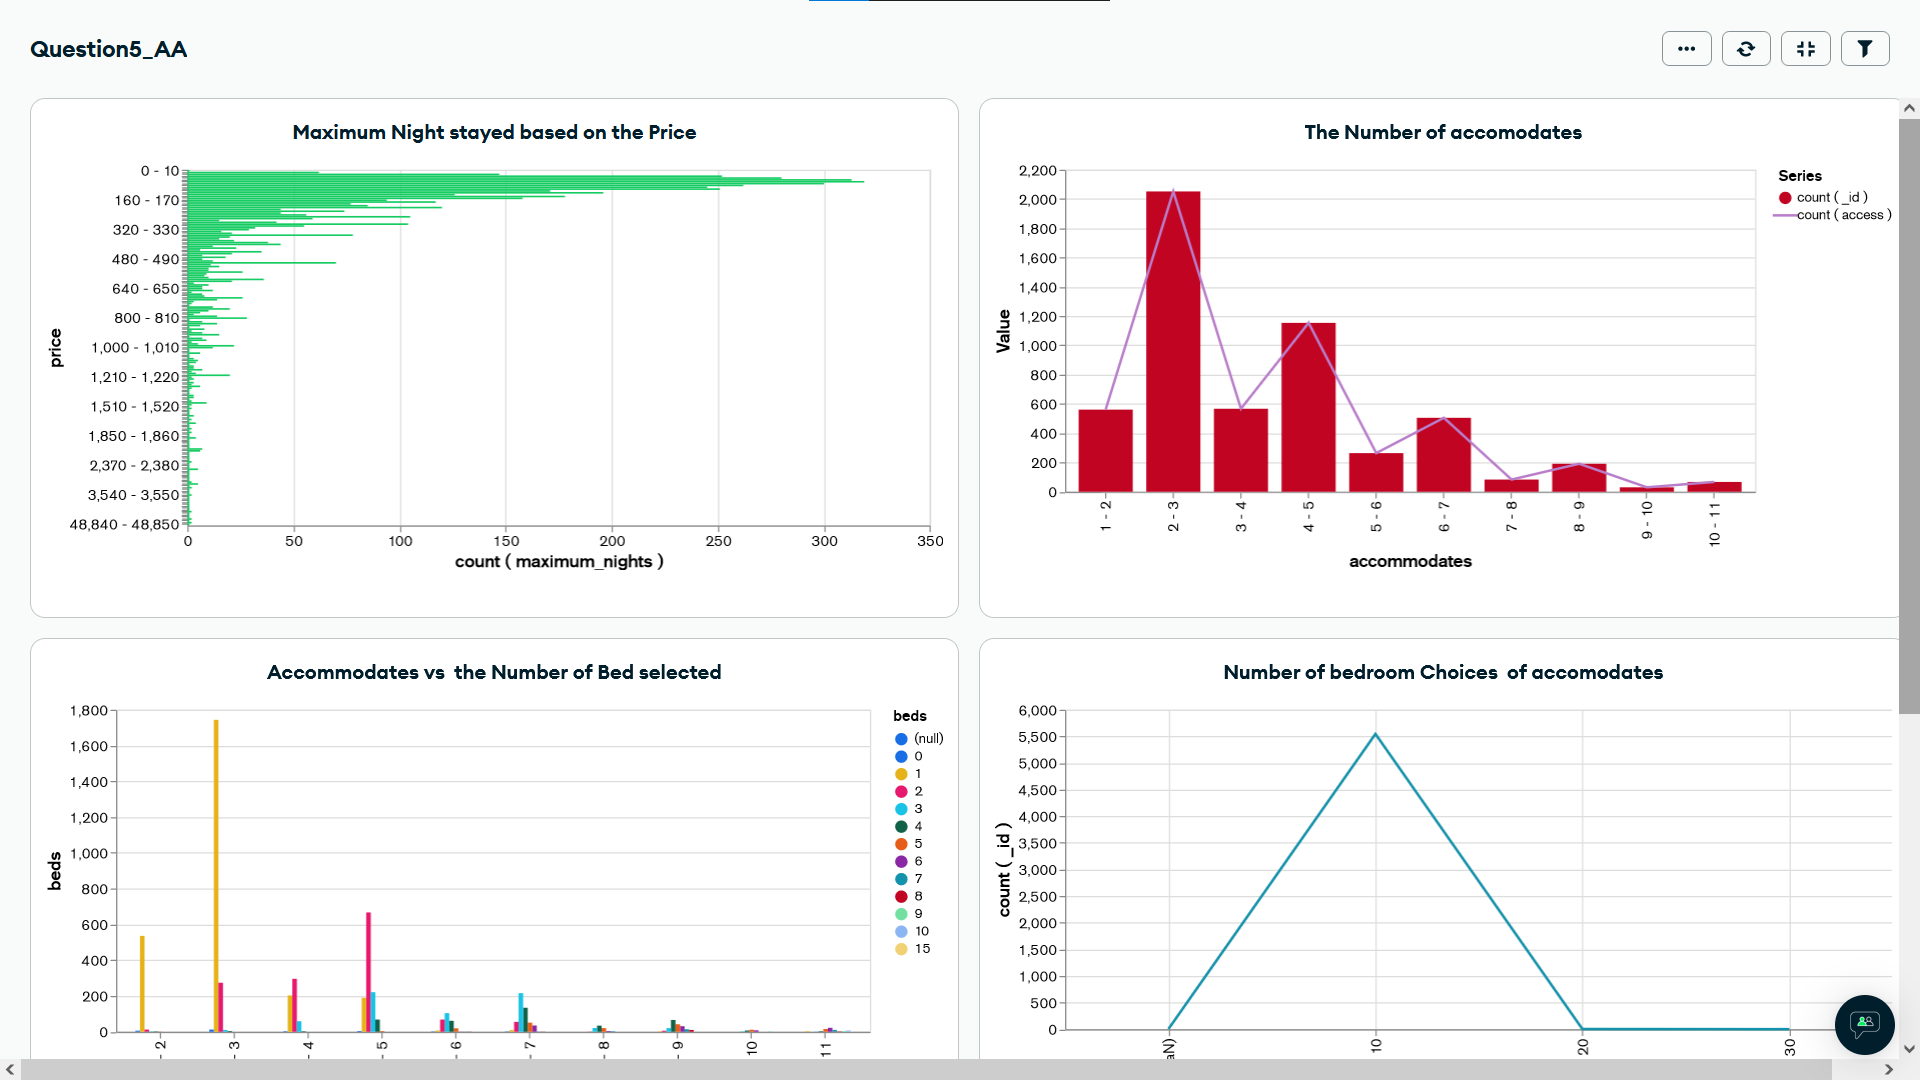 Question5_AA
Maximum Night stayed based on the Price
0 - 10
160 - 170
320 - 330
480 - 490
640 - 650
800 - 810
1,000 - 1,010
1,210 - 1,220
1,510 - 1,520
1,850 - 1,860
2,370 - 2,380
3,540 - 3,550
48,840 - 48,850
price
0 50 100 150 200 250 300 350
count ( maximum_nights )
The Number of accomodates
2,200
2,000
1,800
1,600
1,400
1,200
1,000
800
600
400
200
0
Value
1 - 2 2 - 3 3 - 4 4 - 5 5 - 6 6 - 7 7 - 8 8 - 9 9 - 10 10 - 11
accommodates
Series
count ( _id )
count ( access )
Accommodates vs the Number of Bed selected
1,800
1,600
1,400
1,200
1,000
800
600
400
200
0
beds
2 3 4 5 6 7 8 9 10 11
beds
(null)
0
1
2
3
4
5
6
7
8
9
10
15
Number of bedroom Choices of accomodates
6,000
5,500
5,000
4,500
4,000
3,500
3,000
2,500
2,000
1,500
1,000
500
0
count ( _id )
aN) 10 20 30